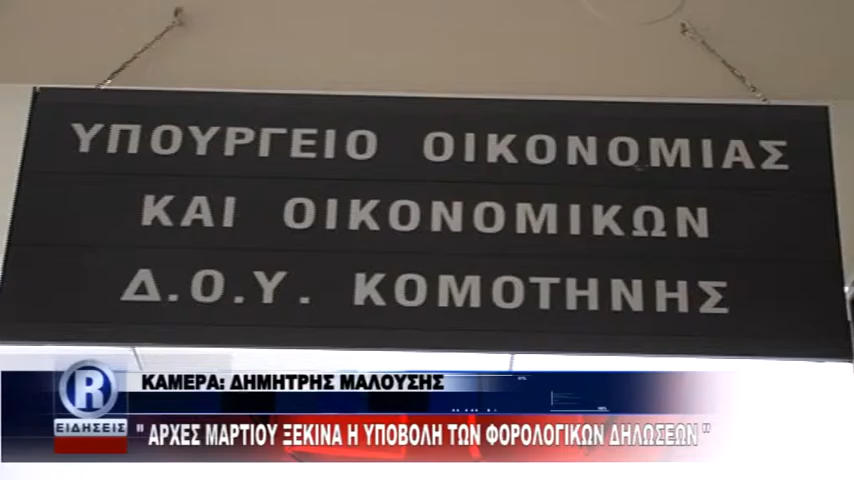 ΥΠΟΥΡΓΕΙΟ ΟΙΚΟΝΟΜΙΑΣ
ΚΑΙ ΟΙΚΟΝΟΜΙΚΩΝ
Δ.Ο.Υ. ΚΟΜΟΤΗΝΗΣ
R
ΕΙΔΗΣΕΙΣ
ΚΑΜΕΡΑ: ΔΗΜΗΤΡΗΣ ΜΑΛΟΥΣΗΣ
" ΑΡΧΕΣ ΜΑΡΤΙΟΥ ΞΕΚΙΝΑ Η ΥΠΟΒΟΛΗ ΤΩΝ ΦΟΡΟΛΟΓΙΚΩΝ ΔΗΛΩΣΕΩΝ "